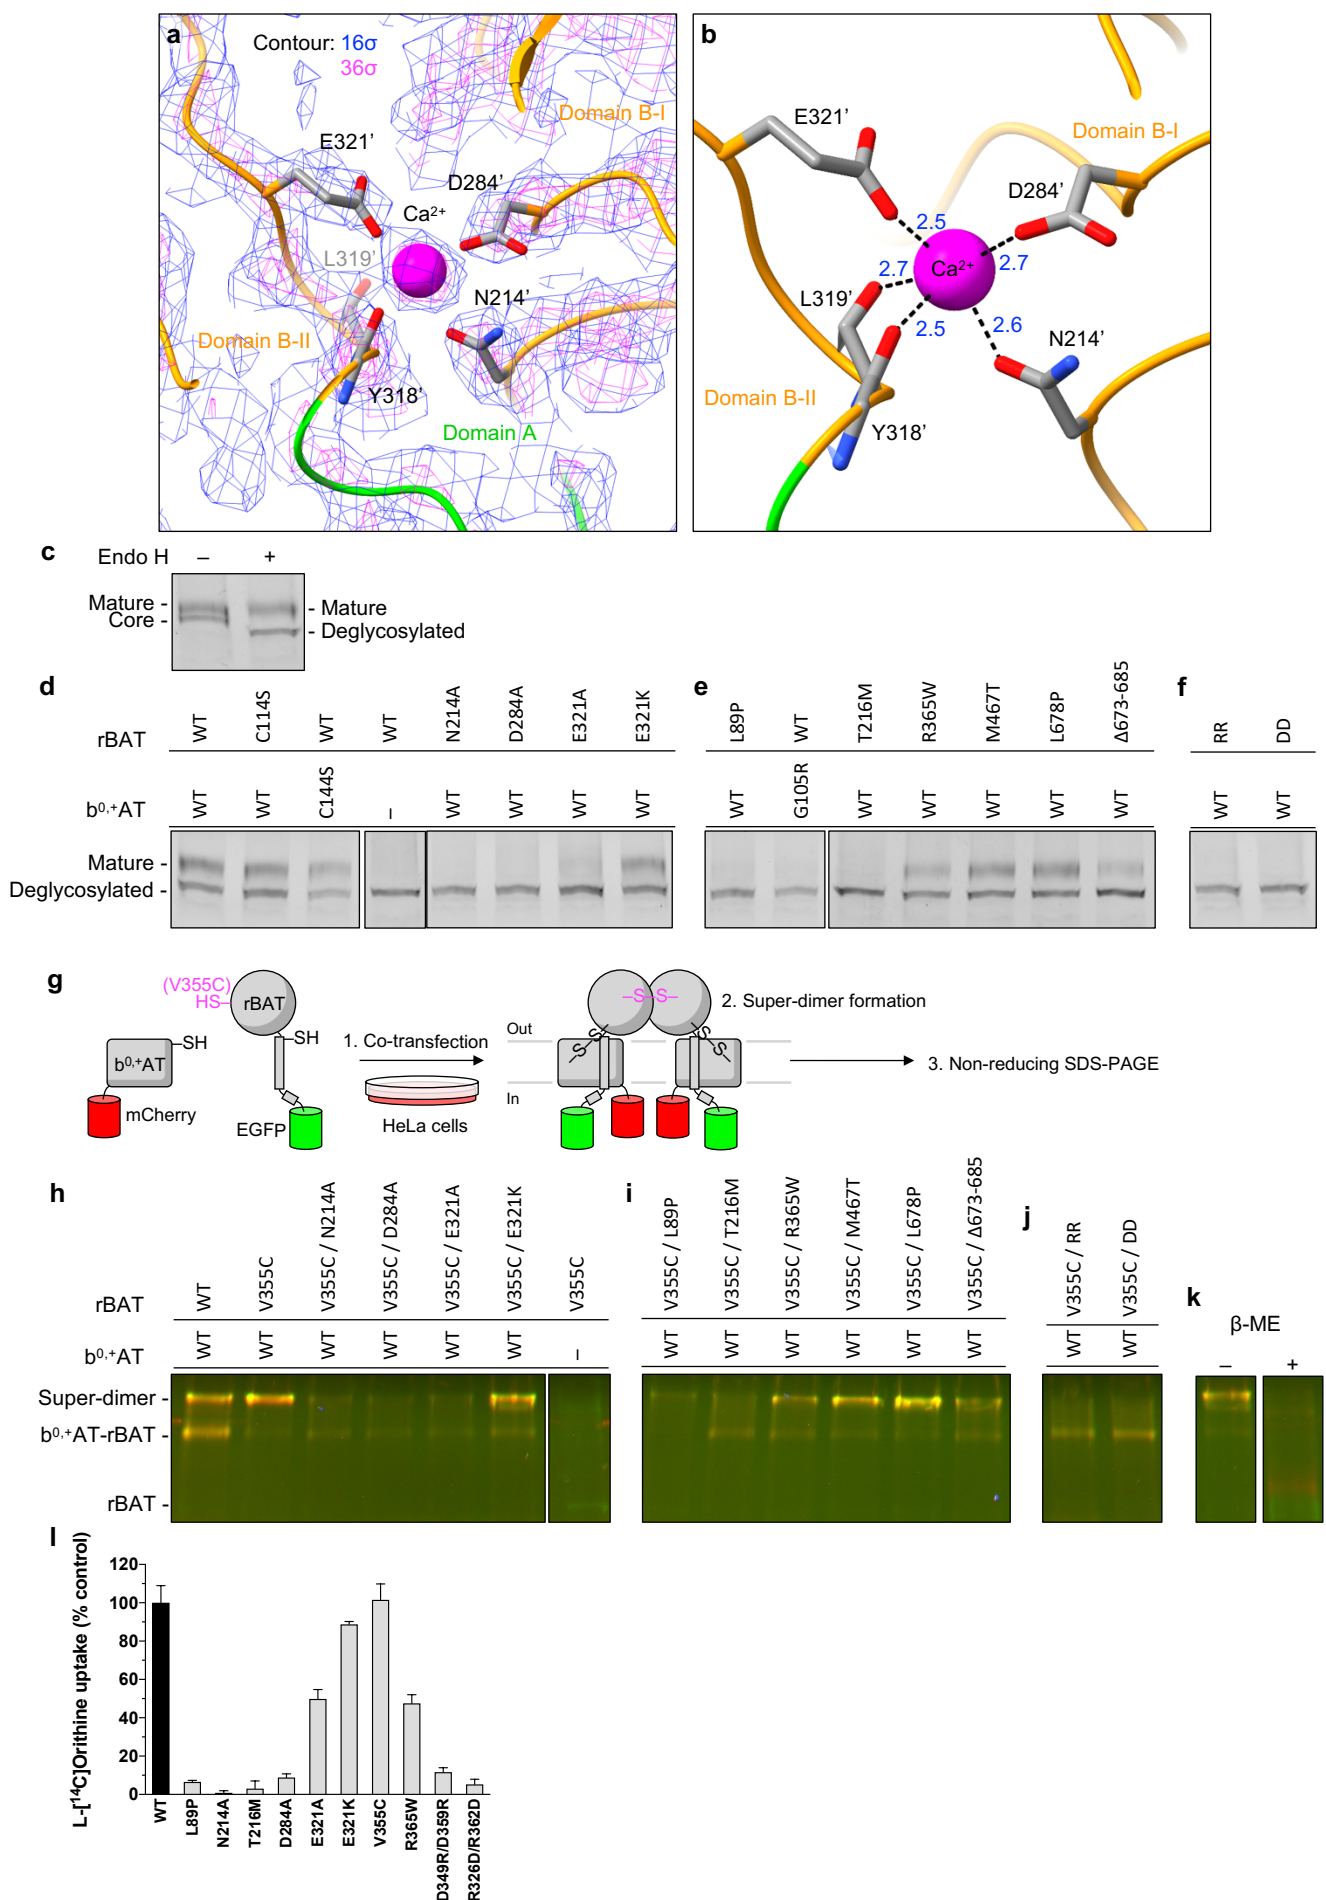 a
Contour: 16σ
36σ
Domain B-I
E321'
D284'
Ca²⁺
L319'
N214'
Domain B-II
Y318'
Domain A
b
E321'
Domain B-I
D284'
2.5
2.7
Ca²⁺
2.7
L319'
2.5
2.6
N214'
Domain B-II
Y318'
c
Endo H – +
Mature -
Core -
- Mature
- Deglycosylated
d
rBAT WT C114S WT WT N214A D284A E321A E321K
b⁰,⁺AT WT WT C144S – WT WT WT WT
Mature -
Deglycosylated -
e
L89P WT T216M R365W M467T L678P Δ673-685
WT G105R WT WT WT WT WT
f
RR DD
WT WT
g
(V355C)
HS–
rBAT
–SH
b⁰,⁺AT
–SH
mCherry
EGFP
1. Co-transfection
HeLa cells
Out
In
–S–S–
–S–S–
–S–S–
2. Super-dimer formation
3. Non-reducing SDS-PAGE
h
rBAT WT V355C V355C / N214A V355C / D284A V355C / E321A V355C / E321K V355C
b⁰,⁺AT WT WT WT WT WT WT –
Super-dimer -
b⁰,⁺AT-rBAT -
rBAT -
i
V355C / L89P V355C / T216M V355C / R365W V355C / M467T V355C / L678P V355C / Δ673-685
WT WT WT WT WT WT
j
V355C / RR V355C / DD
WT WT
k
β-ME
– +
l
L-[¹⁴C]Orithine uptake (% control)
120
100
80
60
40
20
0
WT L89P N214A T216M D284A E321A E321K V355C R365W D349R/D359R R326D/R362D